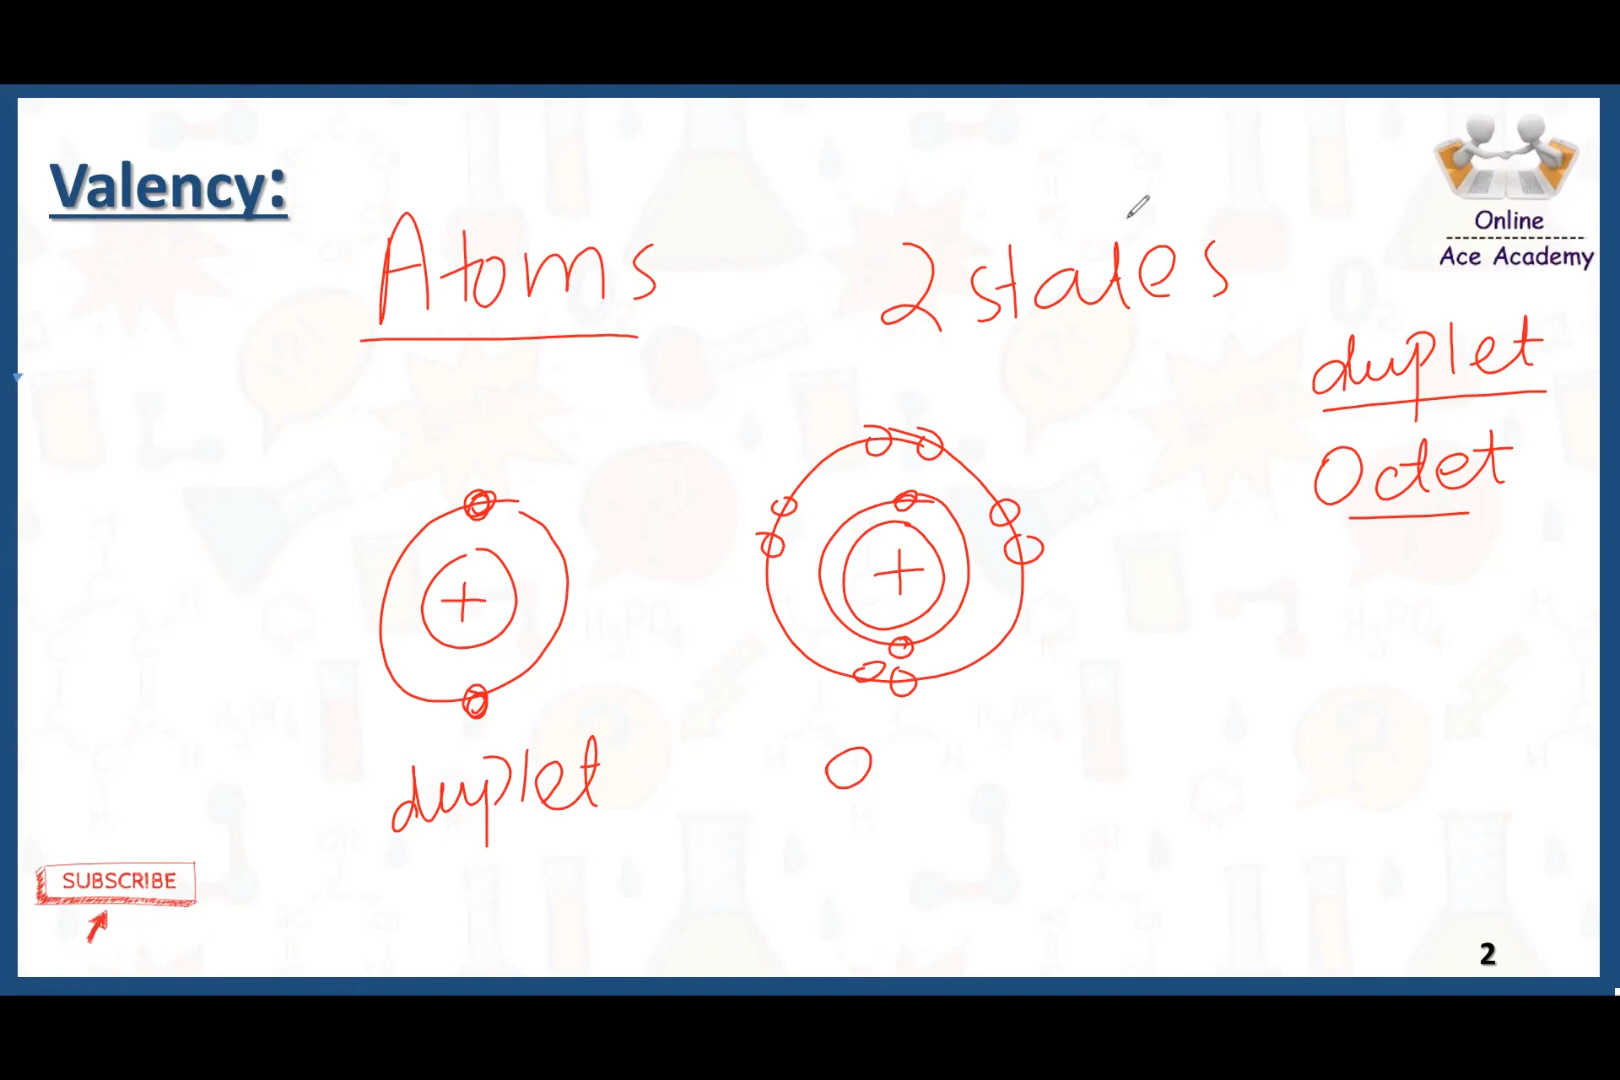 Valency:
Online
Ace Academy
Atoms
2 states
duplet
Octet
+
+
duplet
O
SUBSCRIBE
2